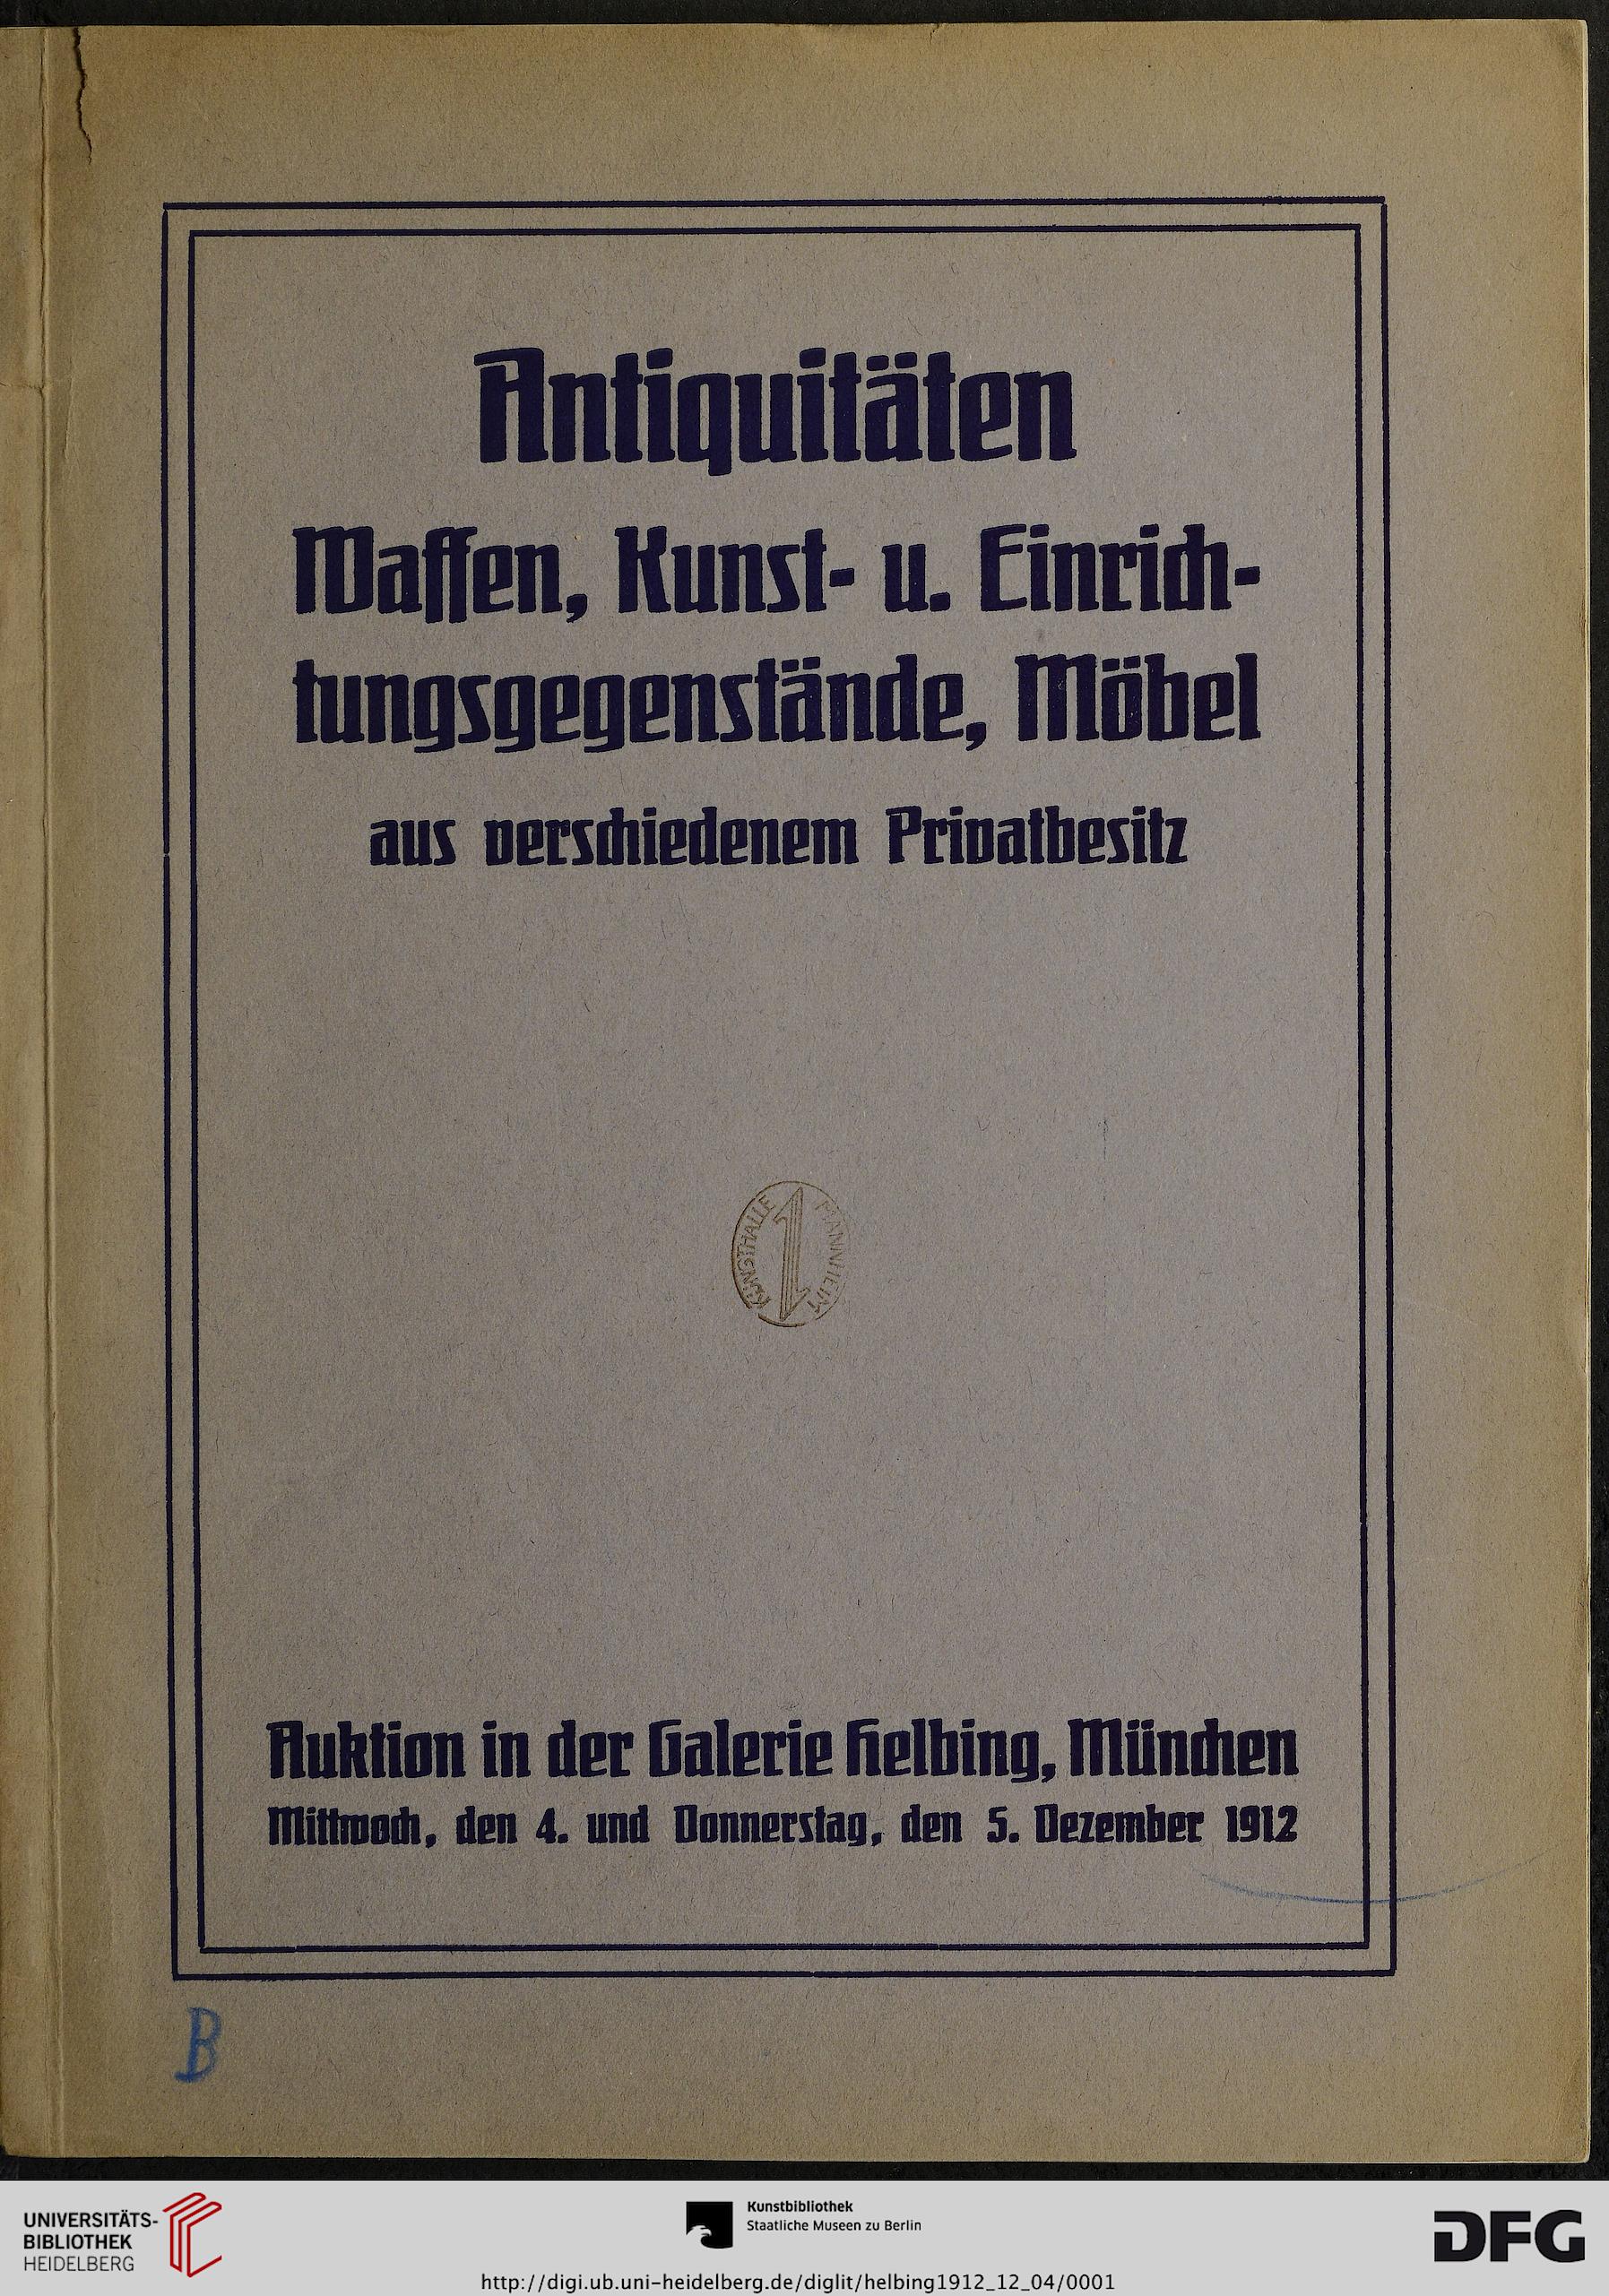 Antiquitäten
Waffen, Kunst- u. Einrich-
tungsgegenstände, Möbel
aus verschiedenem Privatbesitz
KUNSTHALLE MANNHEIM
Auktion in der Galerie Helbing, München
Mittwoch, den 4. und Donnerstag, den 5. Dezember 1912
B
UNIVERSITÄTS-
BIBLIOTHEK
HEIDELBERG
Kunstbibliothek
Staatliche Museen zu Berlin
DFG
http://digi.ub.uni-heidelberg.de/diglit/helbing1912_12_04/0001